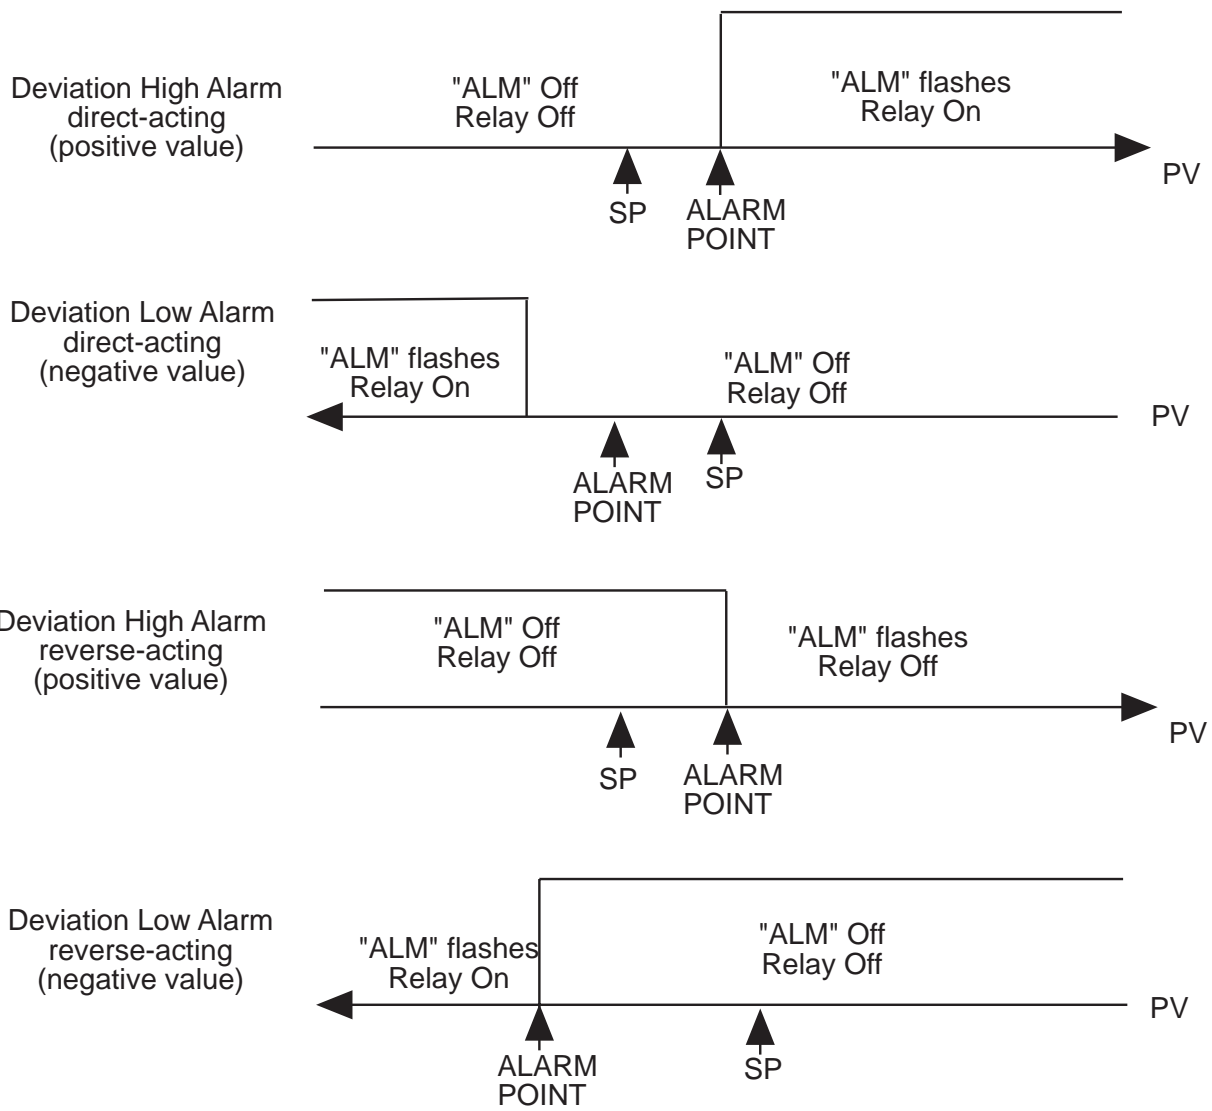 Deviation High Alarm
direct-acting
(positive value)
"ALM" Off
Relay Off
"ALM" flashes
Relay On
PV
SP
ALARM
POINT
Deviation Low Alarm
direct-acting
(negative value)
"ALM" flashes
Relay On
"ALM" Off
Relay Off
PV
ALARM
POINT
SP
Deviation High Alarm
reverse-acting
(positive value)
"ALM" Off
Relay Off
"ALM" flashes
Relay Off
PV
SP
ALARM
POINT
Deviation Low Alarm
reverse-acting
(negative value)
"ALM" flashes
Relay On
"ALM" Off
Relay Off
PV
ALARM
POINT
SP